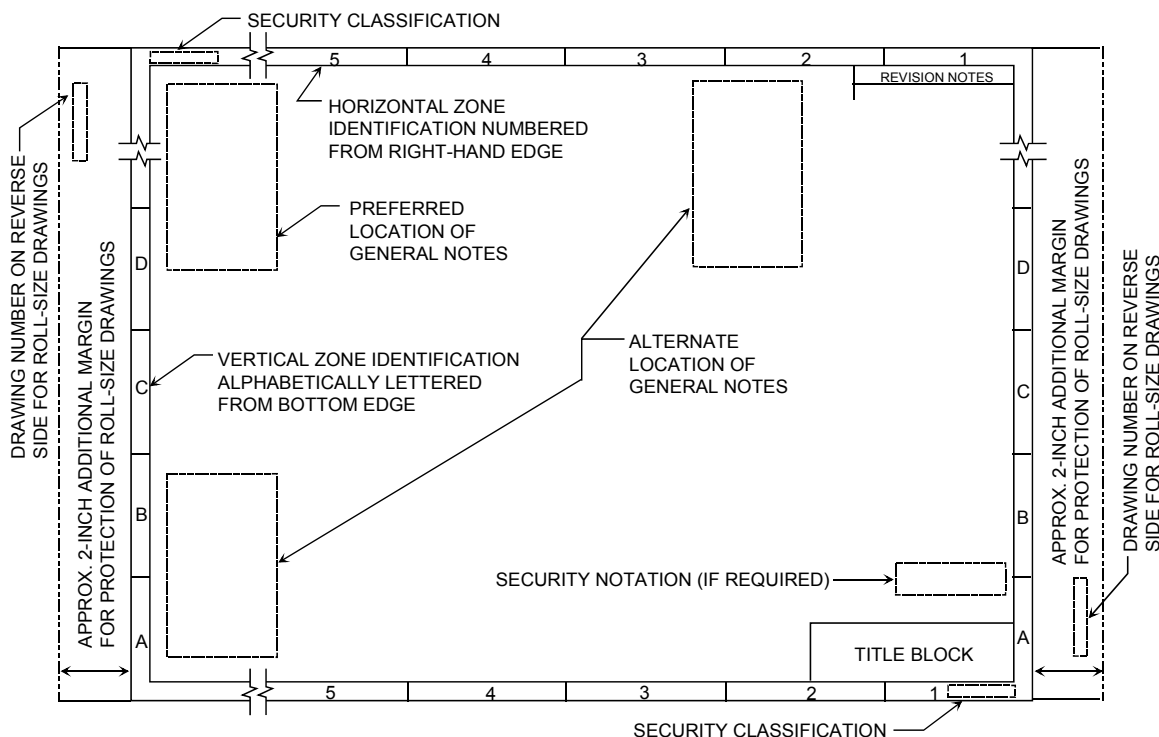 SECURITY CLASSIFICATION
5 4 3 2 1
REVISION NOTES
HORIZONTAL ZONE
IDENTIFICATION NUMBERED
FROM RIGHT-HAND EDGE
DRAWING NUMBER ON REVERSE
SIDE FOR ROLL-SIZE DRAWINGS
APPROX. 2-INCH ADDITIONAL MARGIN
FOR PROTECTION OF ROLL-SIZE DRAWINGS
PREFERRED
LOCATION OF
GENERAL NOTES
D
C
B
A
VERTICAL ZONE IDENTIFICATION
ALPHABETICALLY LETTERED
FROM BOTTOM EDGE
ALTERNATE
LOCATION OF
GENERAL NOTES
D
C
B
A
APPROX. 2-INCH ADDITIONAL MARGIN
FOR PROTECTION OF ROLL-SIZE DRAWINGS
DRAWING NUMBER ON REVERSE
SIDE FOR ROLL-SIZE DRAWINGS
SECURITY NOTATION (IF REQUIRED)
TITLE BLOCK
5 4 3 2 1
SECURITY CLASSIFICATION